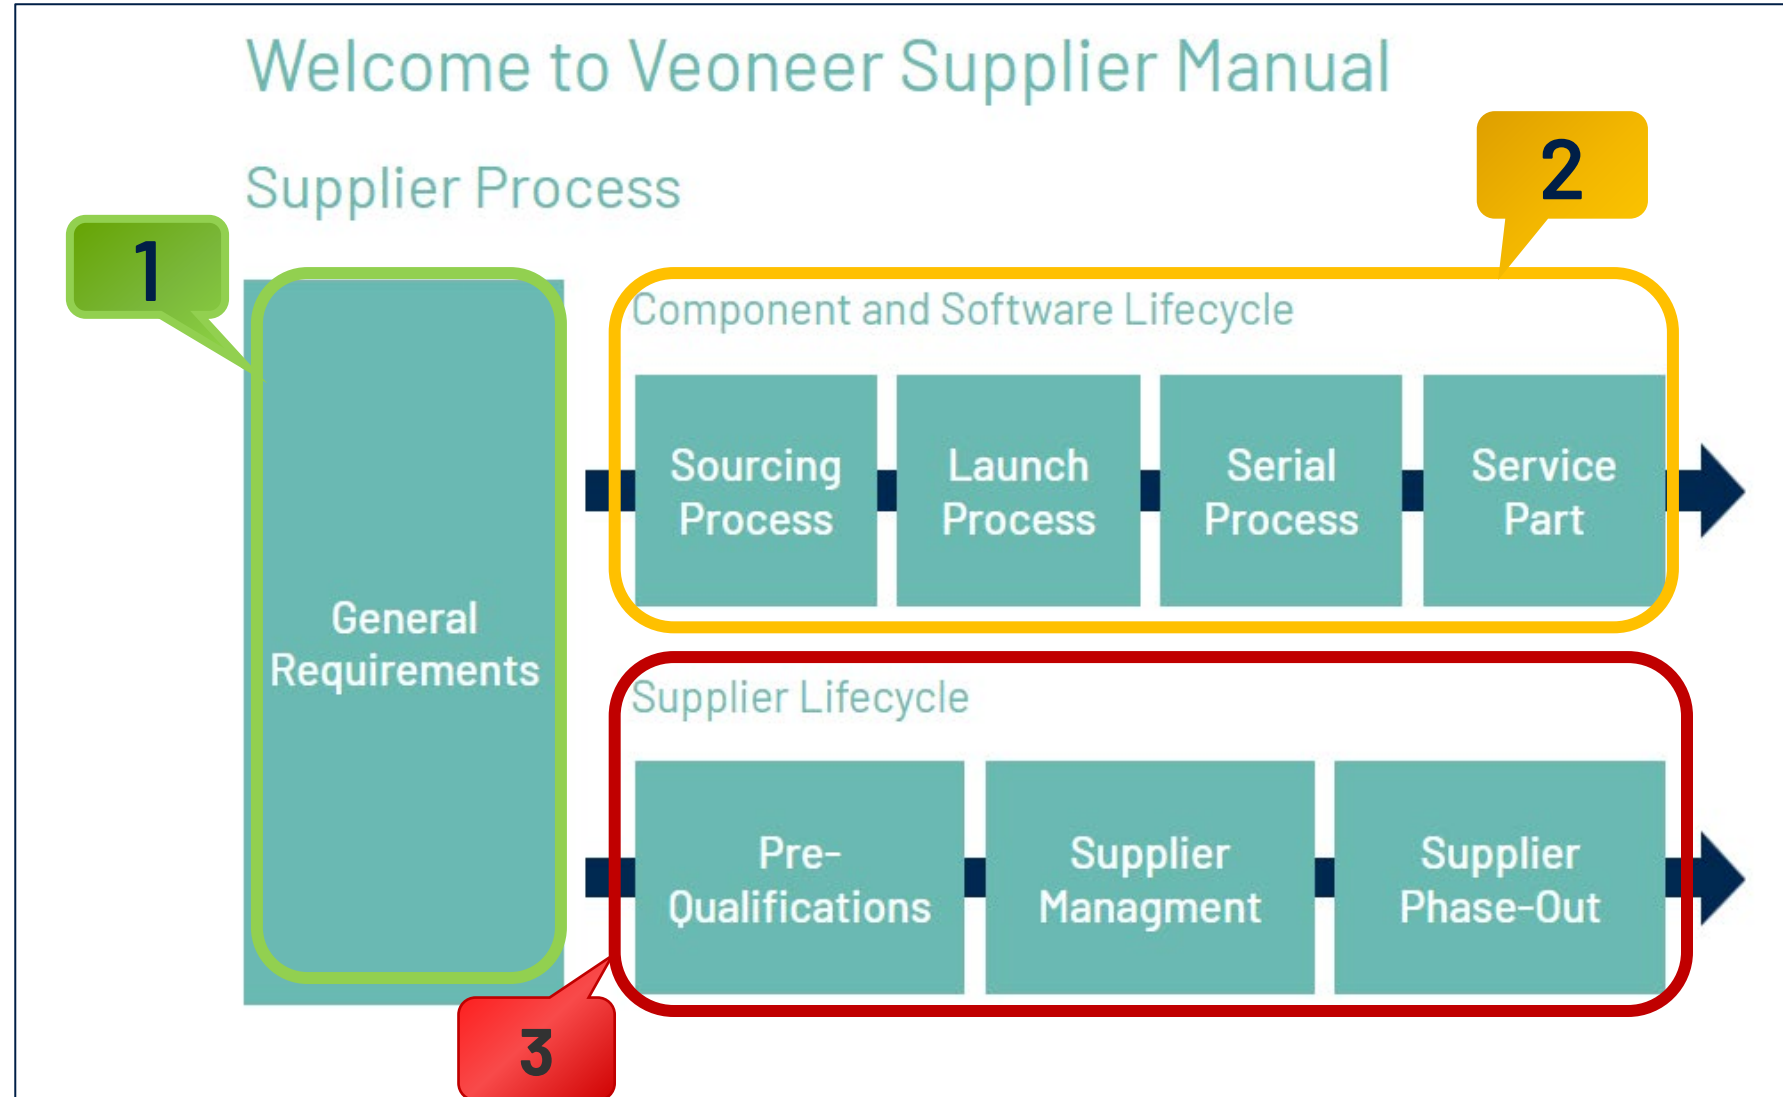 Welcome to Veoneer Supplier Manual
2
Supplier Process
1
Component and Software Lifecycle
Sourcing
Process
Launch
Process
Serial
Process
Service
Part
General
Requirements
Supplier Lifecycle
Pre-
Qualifications
Supplier
Managment
Supplier
Phase-Out
3